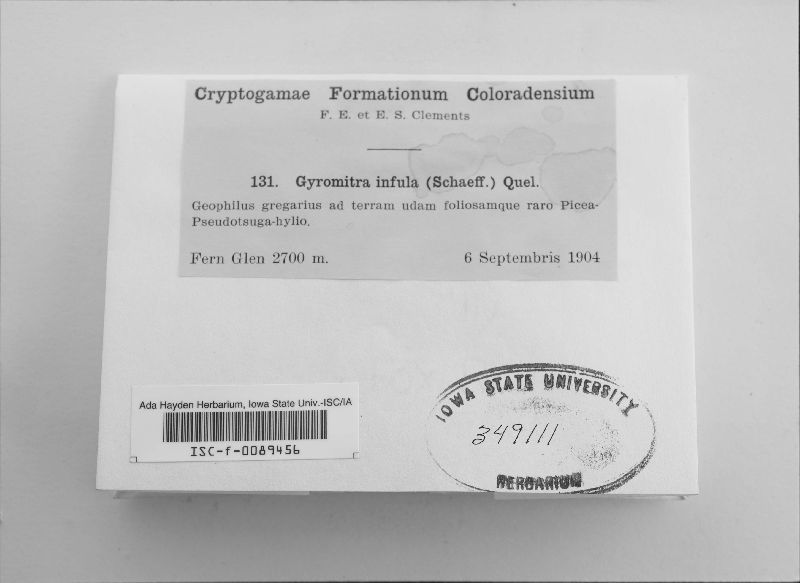 Cryptogamae Formationum Coloradensium
F. E. et E. S. Clements
131. Gyromitra infula (Schaeff.) Quel.
Geophilus gregarius ad terram udam foliosamque raro Picea-
Pseudotsuga-hylio.
Fern Glen 2700 m. 6 Septembris 1904
Ada Hayden Herbarium, Iowa State Univ.-ISC/IA
ISC-f-0089456
IOWA STATE UNIVERSITY
349111
HERBARIUM